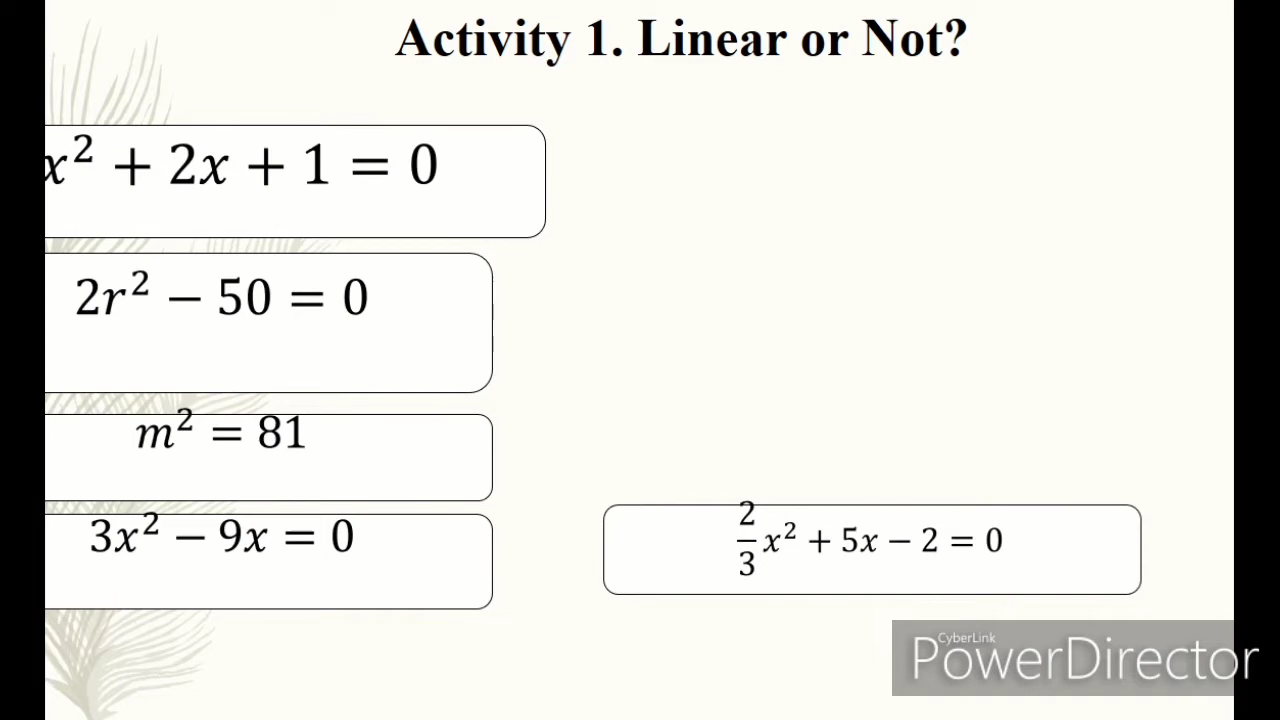 Activity 1. Linear or Not?
x² + 2x + 1 = 0
2r² − 50 = 0
m² = 81
3x² − 9x = 0
2/3 x² + 5x − 2 = 0
CyberLink
PowerDirector